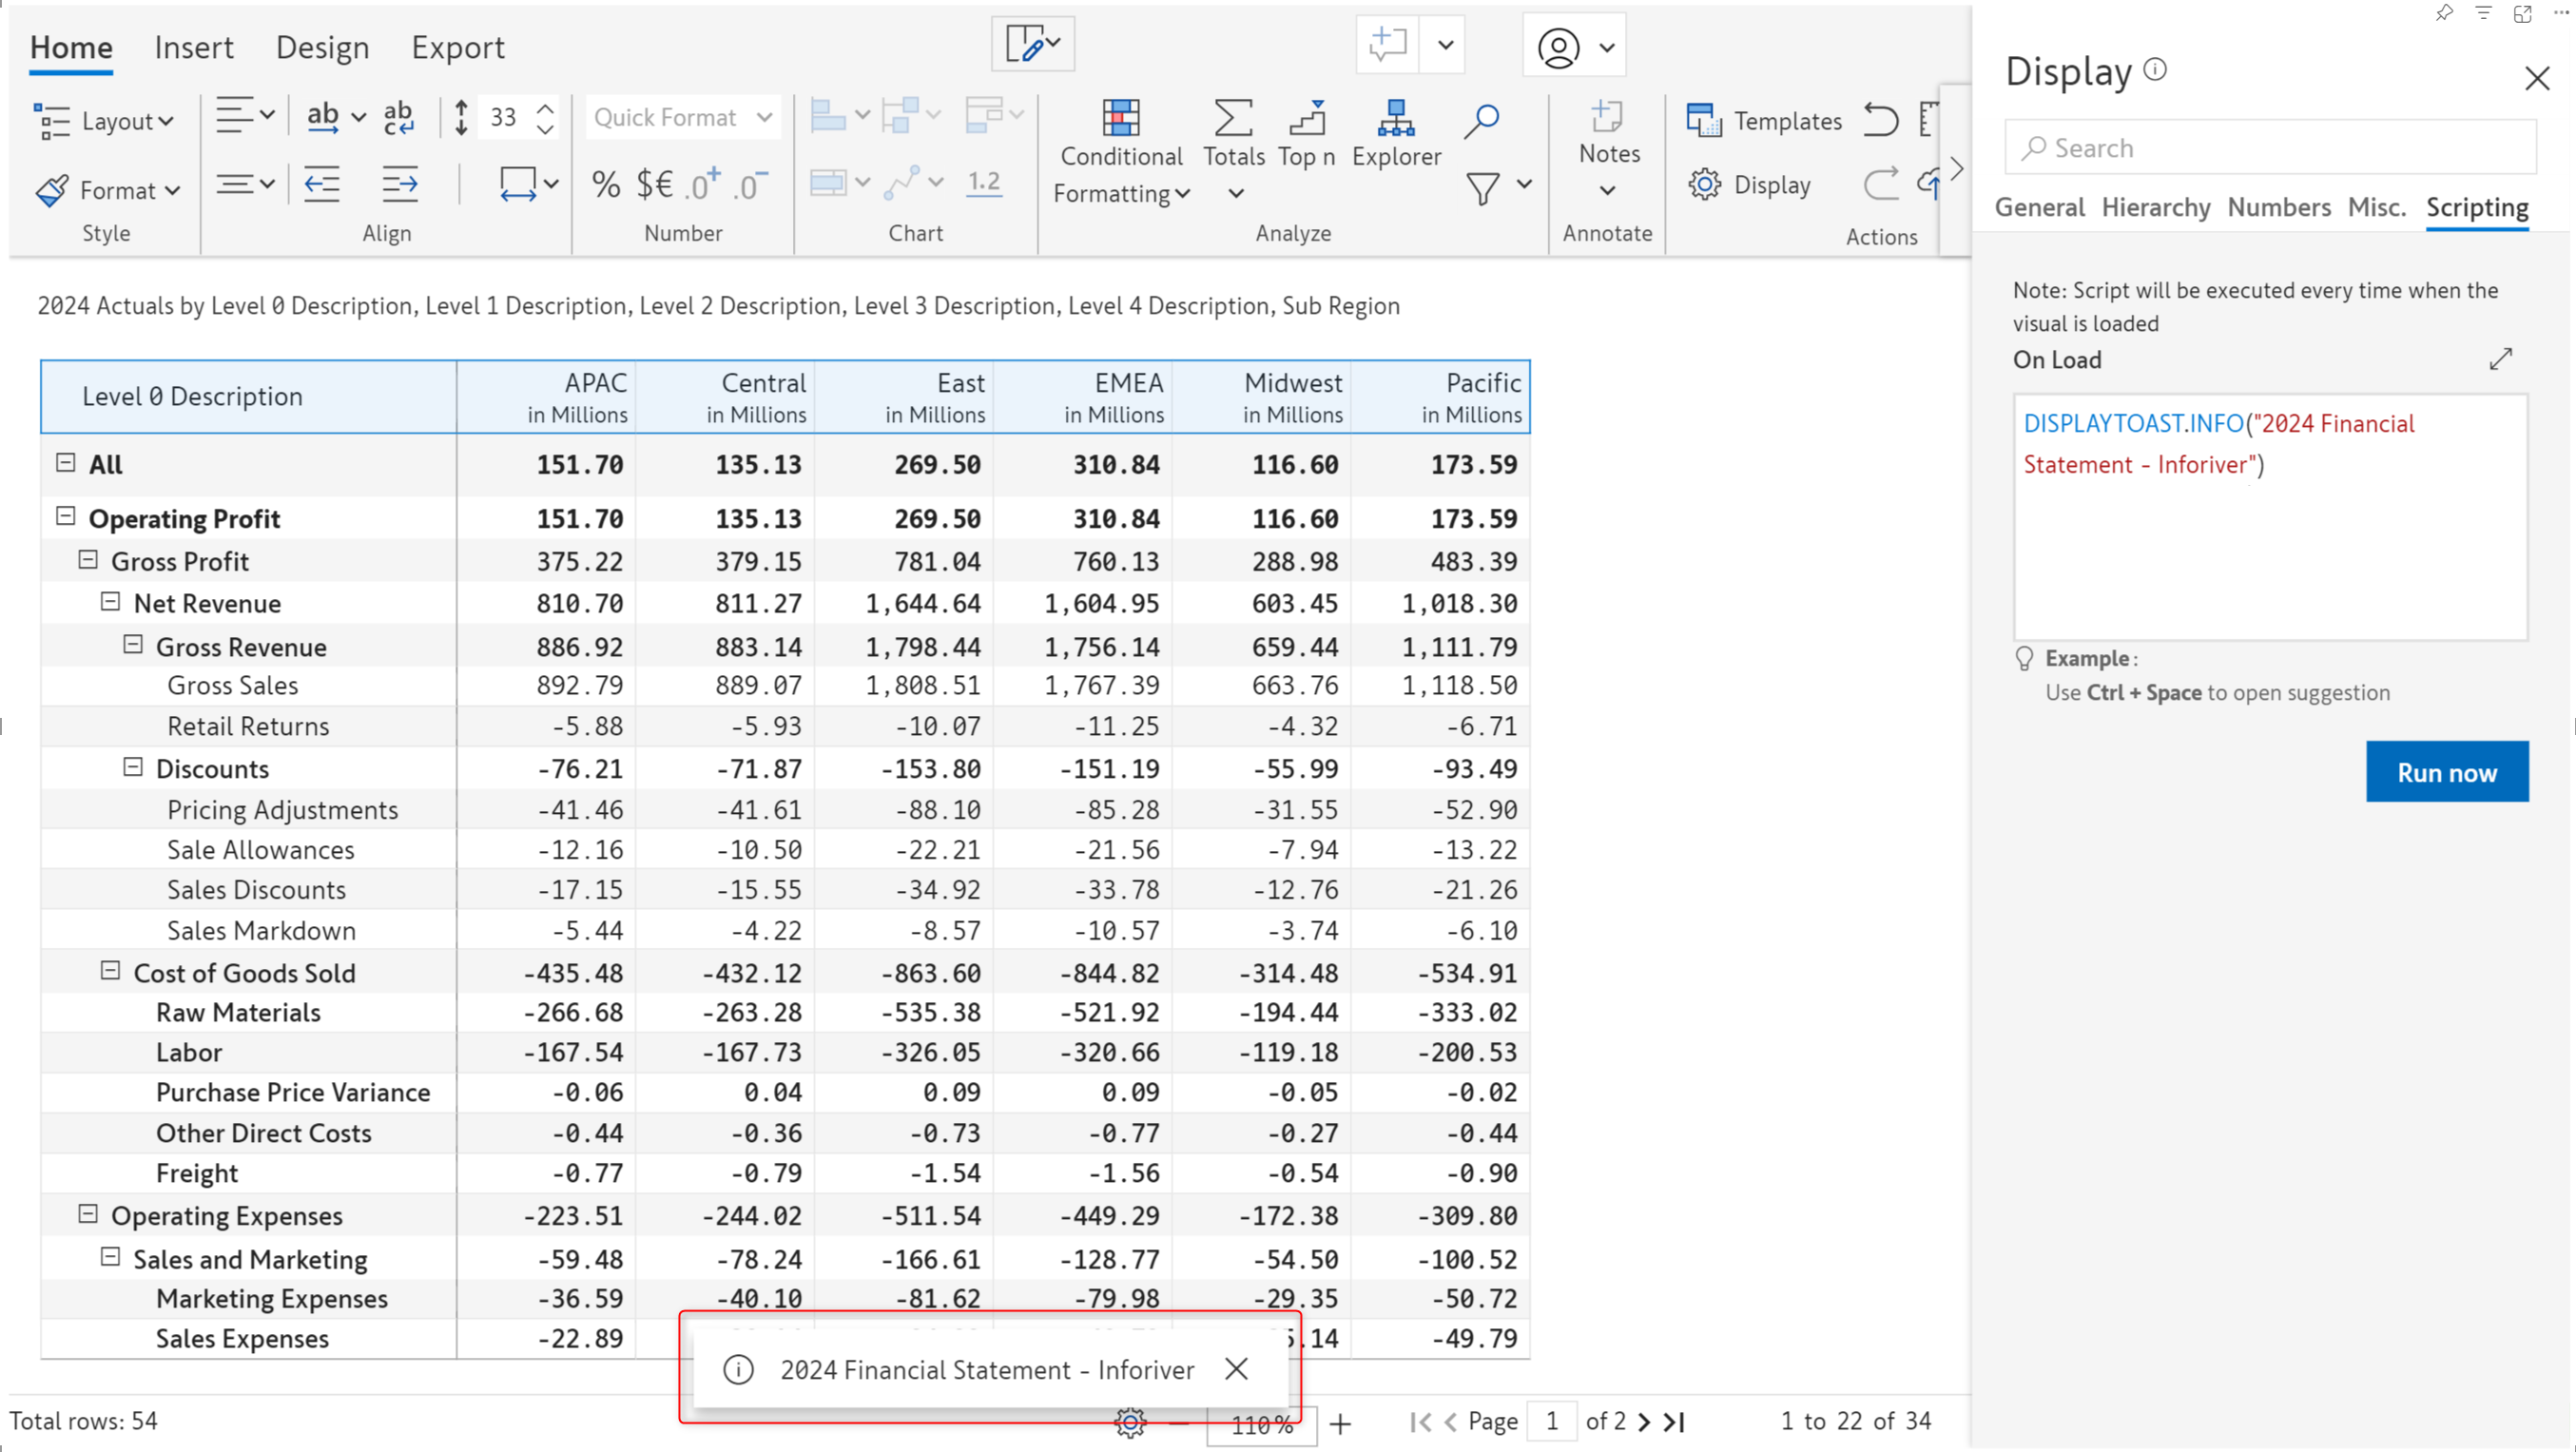 Home Insert Design Export
Layout
ab
ab
c
33
Quick Format
Format
% $€ .0+ .0−
1.2
Conditional Formatting
Totals
Top n
Explorer
Notes
Templates
Display
Style
Align
Number
Chart
Analyze
Annotate
Actions
2024 Actuals by Level 0 Description, Level 1 Description, Level 2 Description, Level 3 Description, Level 4 Description, Sub Region
Level 0 Description APAC Central East EMEA Midwest Pacific
in Millions in Millions in Millions in Millions in Millions in Millions
All 151.70 135.13 269.50 310.84 116.60 173.59
Operating Profit 151.70 135.13 269.50 310.84 116.60 173.59
Gross Profit 375.22 379.15 781.04 760.13 288.98 483.39
Net Revenue 810.70 811.27 1,644.64 1,604.95 603.45 1,018.30
Gross Revenue 886.92 883.14 1,798.44 1,756.14 659.44 1,111.79
Gross Sales 892.79 889.07 1,808.51 1,767.39 663.76 1,118.50
Retail Returns -5.88 -5.93 -10.07 -11.25 -4.32 -6.71
Discounts -76.21 -71.87 -153.80 -151.19 -55.99 -93.49
Pricing Adjustments -41.46 -41.61 -88.10 -85.28 -31.55 -52.90
Sale Allowances -12.16 -10.50 -22.21 -21.56 -7.94 -13.22
Sales Discounts -17.15 -15.55 -34.92 -33.78 -12.76 -21.26
Sales Markdown -5.44 -4.22 -8.57 -10.57 -3.74 -6.10
Cost of Goods Sold -435.48 -432.12 -863.60 -844.82 -314.48 -534.91
Raw Materials -266.68 -263.28 -535.38 -521.92 -194.44 -333.02
Labor -167.54 -167.73 -326.05 -320.66 -119.18 -200.53
Purchase Price Variance -0.06 0.04 0.09 0.09 -0.05 -0.02
Other Direct Costs -0.44 -0.36 -0.73 -0.77 -0.27 -0.44
Freight -0.77 -0.79 -1.54 -1.56 -0.54 -0.90
Operating Expenses -223.51 -244.02 -511.54 -449.29 -172.38 -309.80
Sales and Marketing -59.48 -78.24 -166.61 -128.77 -54.50 -100.52
Marketing Expenses -36.59 -40.10 -81.62 -79.98 -29.35 -50.72
Sales Expenses -22.89 5.14 -49.79
2024 Financial Statement - Inforiver
Total rows: 54
110%
Page 1 of 2
1 to 22 of 34
Display
Search
General Hierarchy Numbers Misc. Scripting
Note: Script will be executed every time when the
visual is loaded
On Load
DISPLAYTOAST.INFO("2024 Financial
Statement - Inforiver")
Example :
Use Ctrl + Space to open suggestion
Run now